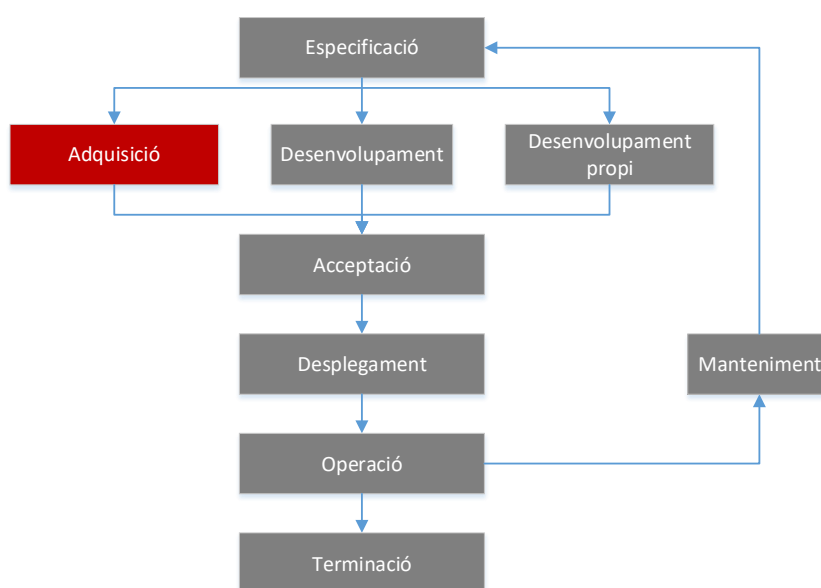 Especificació
Adquisició
Desenvolupament
Desenvolupament
propi
Acceptació
Desplegament
Manteniment
Operació
Terminació